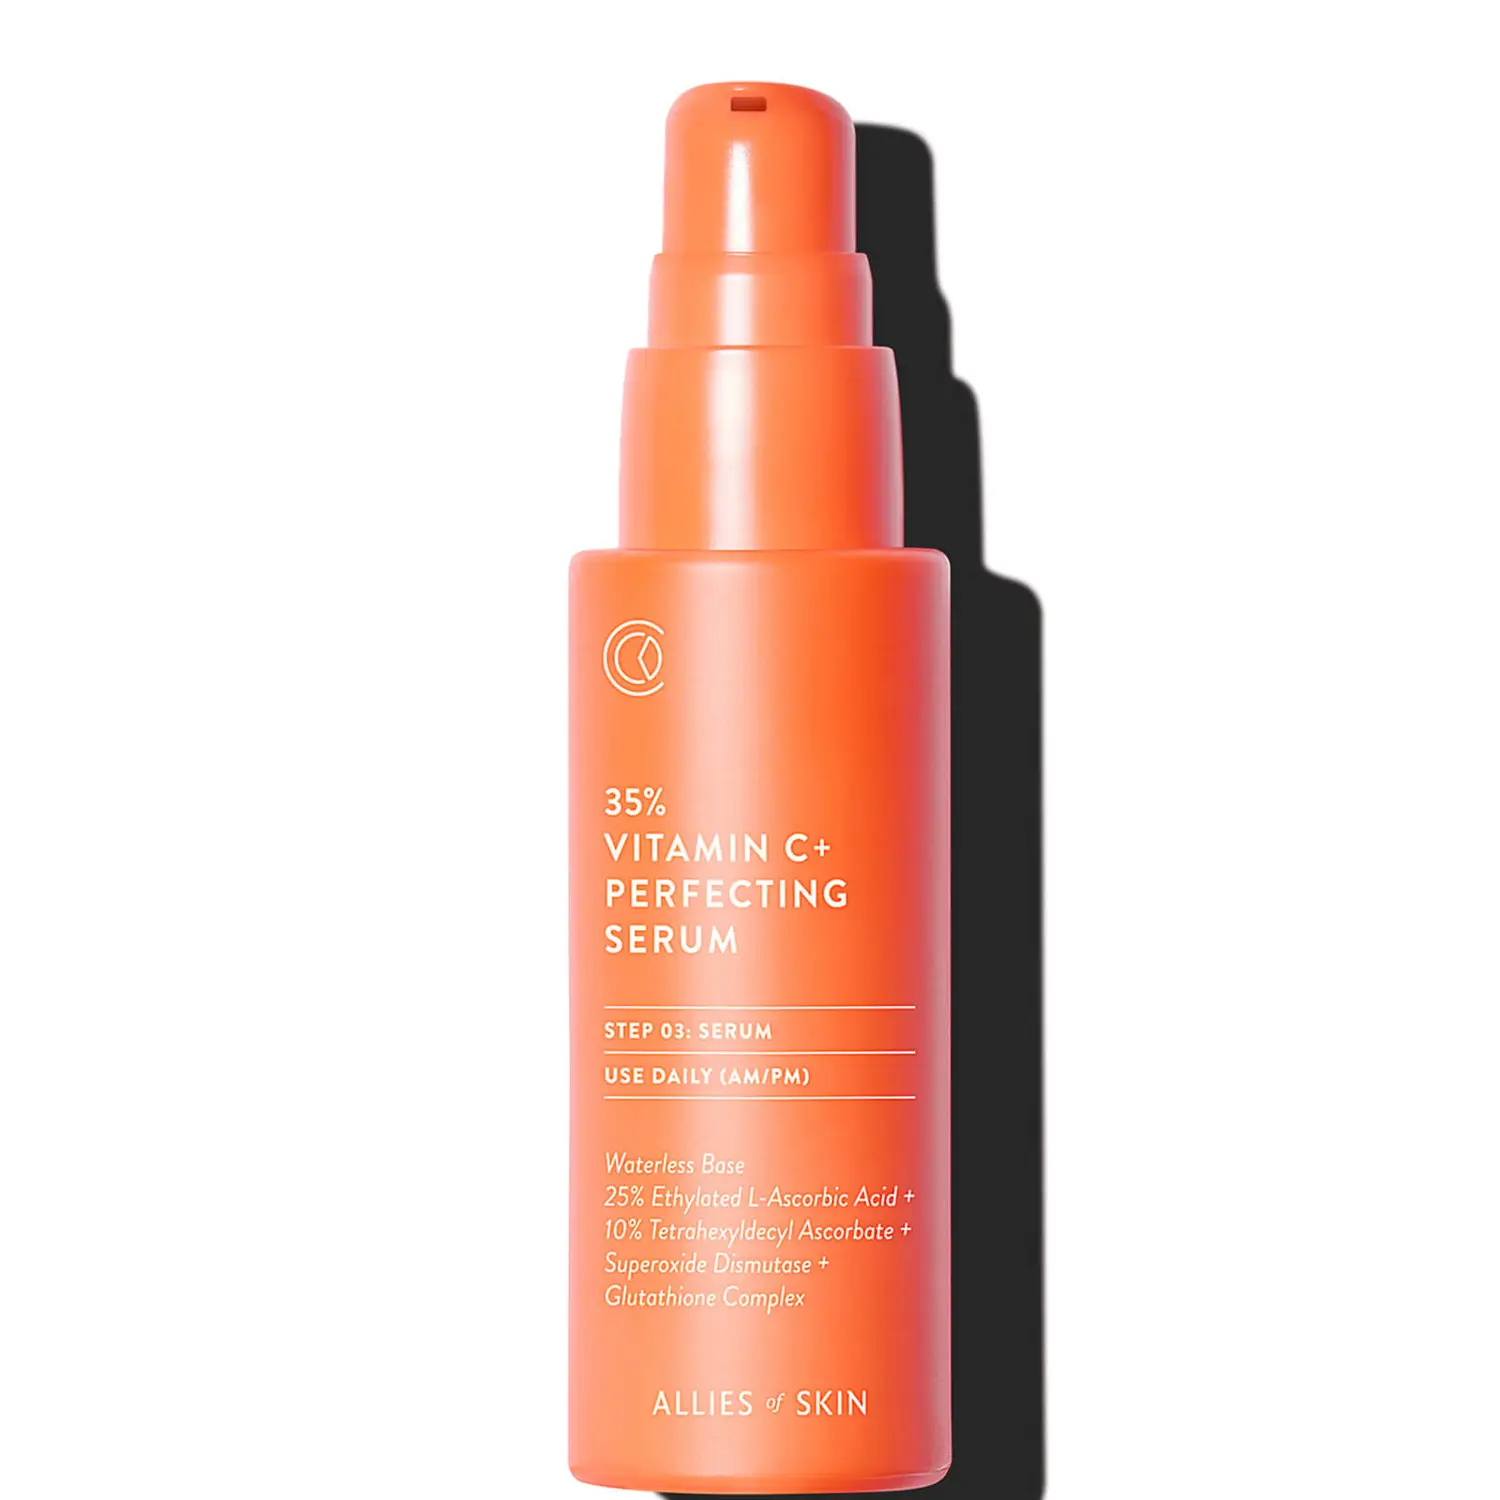 35%
VITAMIN C+
PERFECTING
SERUM
STEP 03: SERUM
USE DAILY (AM/PM)
Waterless Base
25% Ethylated L-Ascorbic Acid +
10% Tetrahexyldecyl Ascorbate +
Superoxide Dismutase +
Glutathione Complex
ALLIES of SKIN